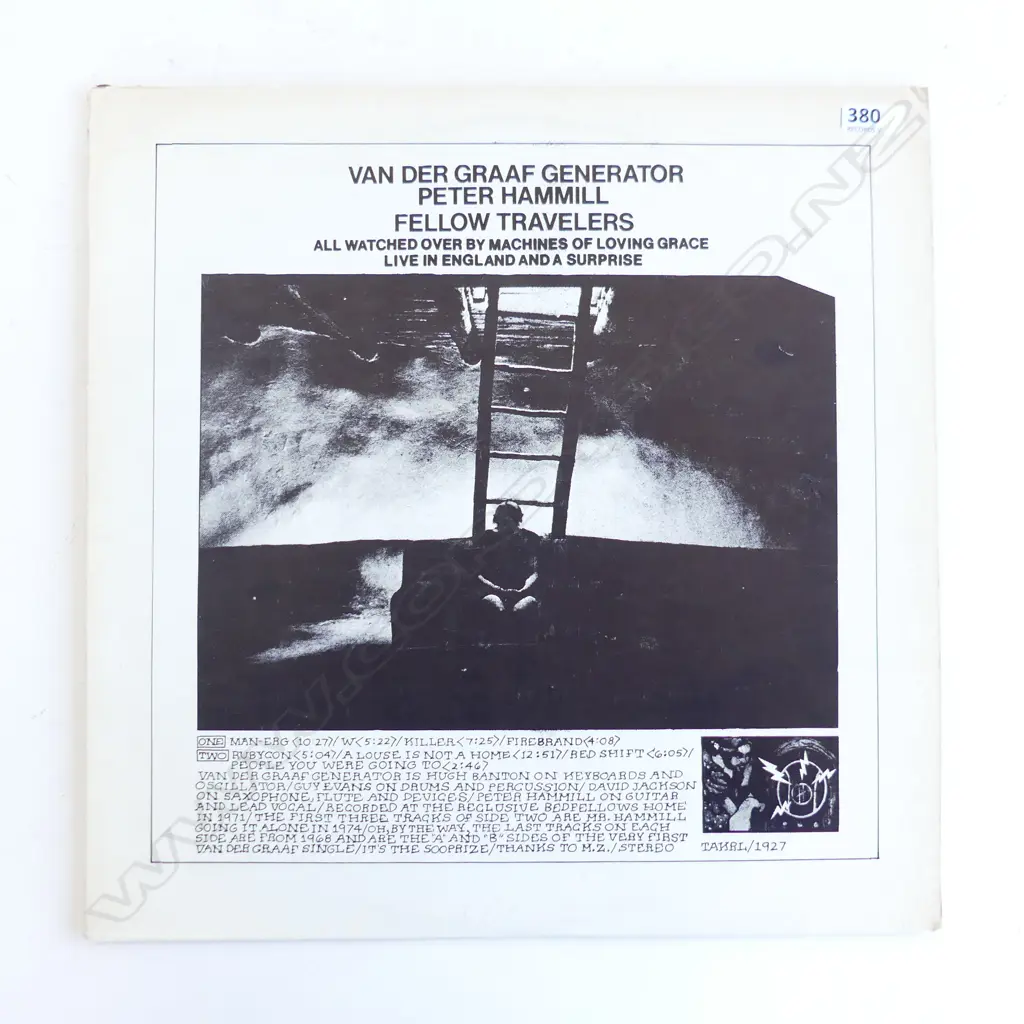 380
VAN DER GRAAF GENERATOR
PETER HAMMILL
FELLOW TRAVELERS
ALL WATCHED OVER BY MACHINES OF LOVING GRACE
LIVE IN ENGLAND AND A SURPRISE
ONE MAN-ERG <10:27>/W<5:22>/KILLER<7:25>/FIREBRAND<4:08>
TWO RUBYCON<5:04>/A LOUSE IS NOT A HOME<12:51>/RED SHIFT<6:05>/
PEOPLE YOU WERE GOING TO<2:46>
VAN DER GRAAF GENERATOR IS HUGH BANTON ON KEYBOARDS AND
OSCILLATOR/GUY EVANS ON DRUMS AND PERCUSSION/DAVID JACKSON
ON SAXOPHONE, FLUTE AND DEVICES/PETER HAMMILL ON GUITAR
AND LEAD VOCAL/RECORDED AT THE RECLUSIVE BEDFELLOWS HOME
IN 1971/THE FIRST THREE TRACKS OF SIDE TWO ARE MR. HAMMILL
GOING IT ALONE IN 1974/OH, BY THE WAY, THE LAST TRACKS ON EACH
SIDE ARE FROM 1968 AND ARE THE "A" AND "B" SIDES OF THE VERY FIRST
VAN DER GRAAF SINGLE/IT'S THE SOOPRIZE/THANKS TO M.Z./STEREO
TAKRL/1927